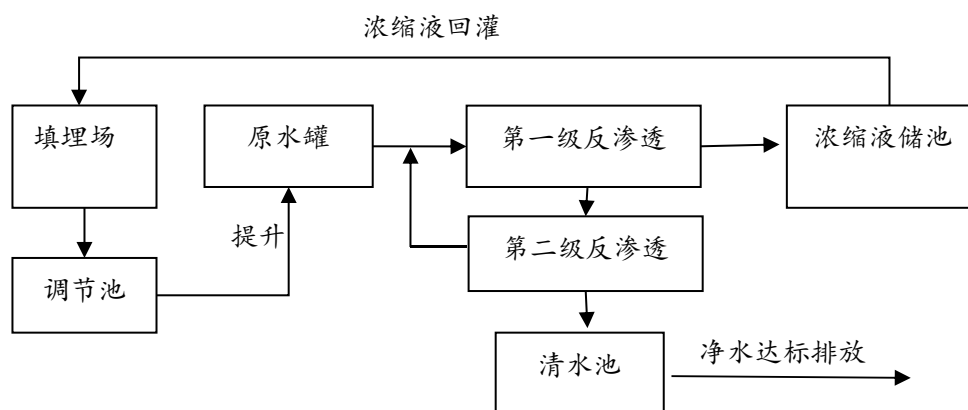 浓缩液回灌
填埋场
原水罐
第一级反渗透
浓缩液储池
提升
第二级反渗透
调节池
清水池
净水达标排放